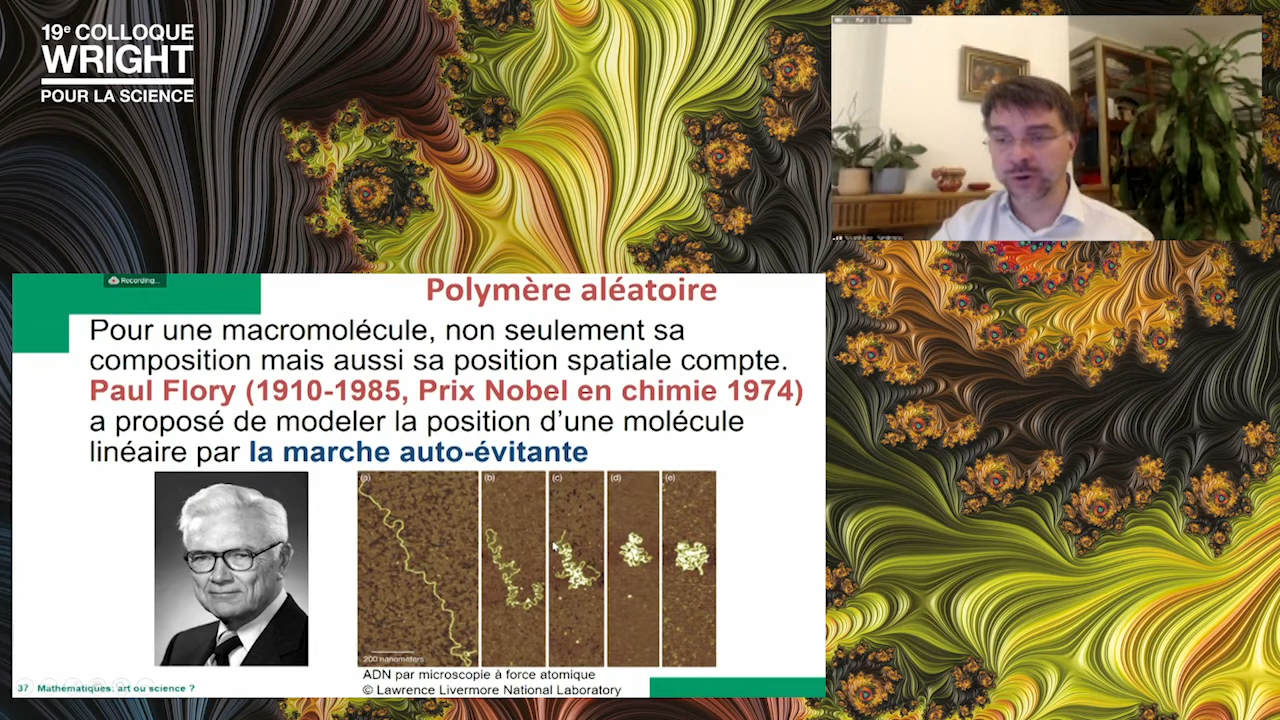 19e COLLOQUE
WRIGHT
POUR LA SCIENCE
Recording...
Polymère aléatoire
Pour une macromolécule, non seulement sa
composition mais aussi sa position spatiale compte.
Paul Flory (1910-1985, Prix Nobel en chimie 1974)
a proposé de modeler la position d’une molécule
linéaire par la marche auto-évitante
(a) (b) (c) (d) (e)
200 nanometers
ADN par microscopie à force atomique
© Lawrence Livermore National Laboratory
37 Mathématiques: art ou science ?